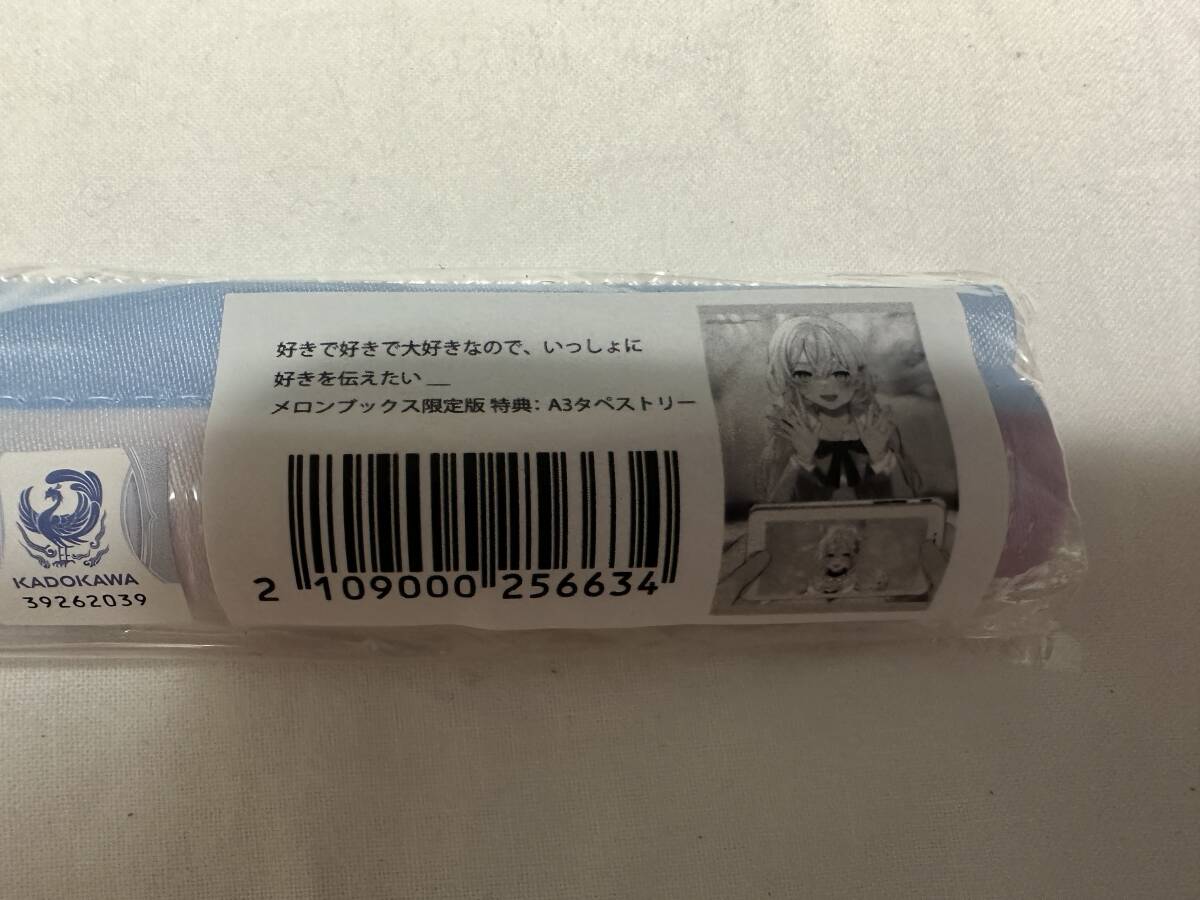 好きで好きで大好きなので、いっしょに
好きを伝えたい __
メロンブックス限定版 特典: A3タペストリー
2 109000 256634
KADOKAWA
39262039